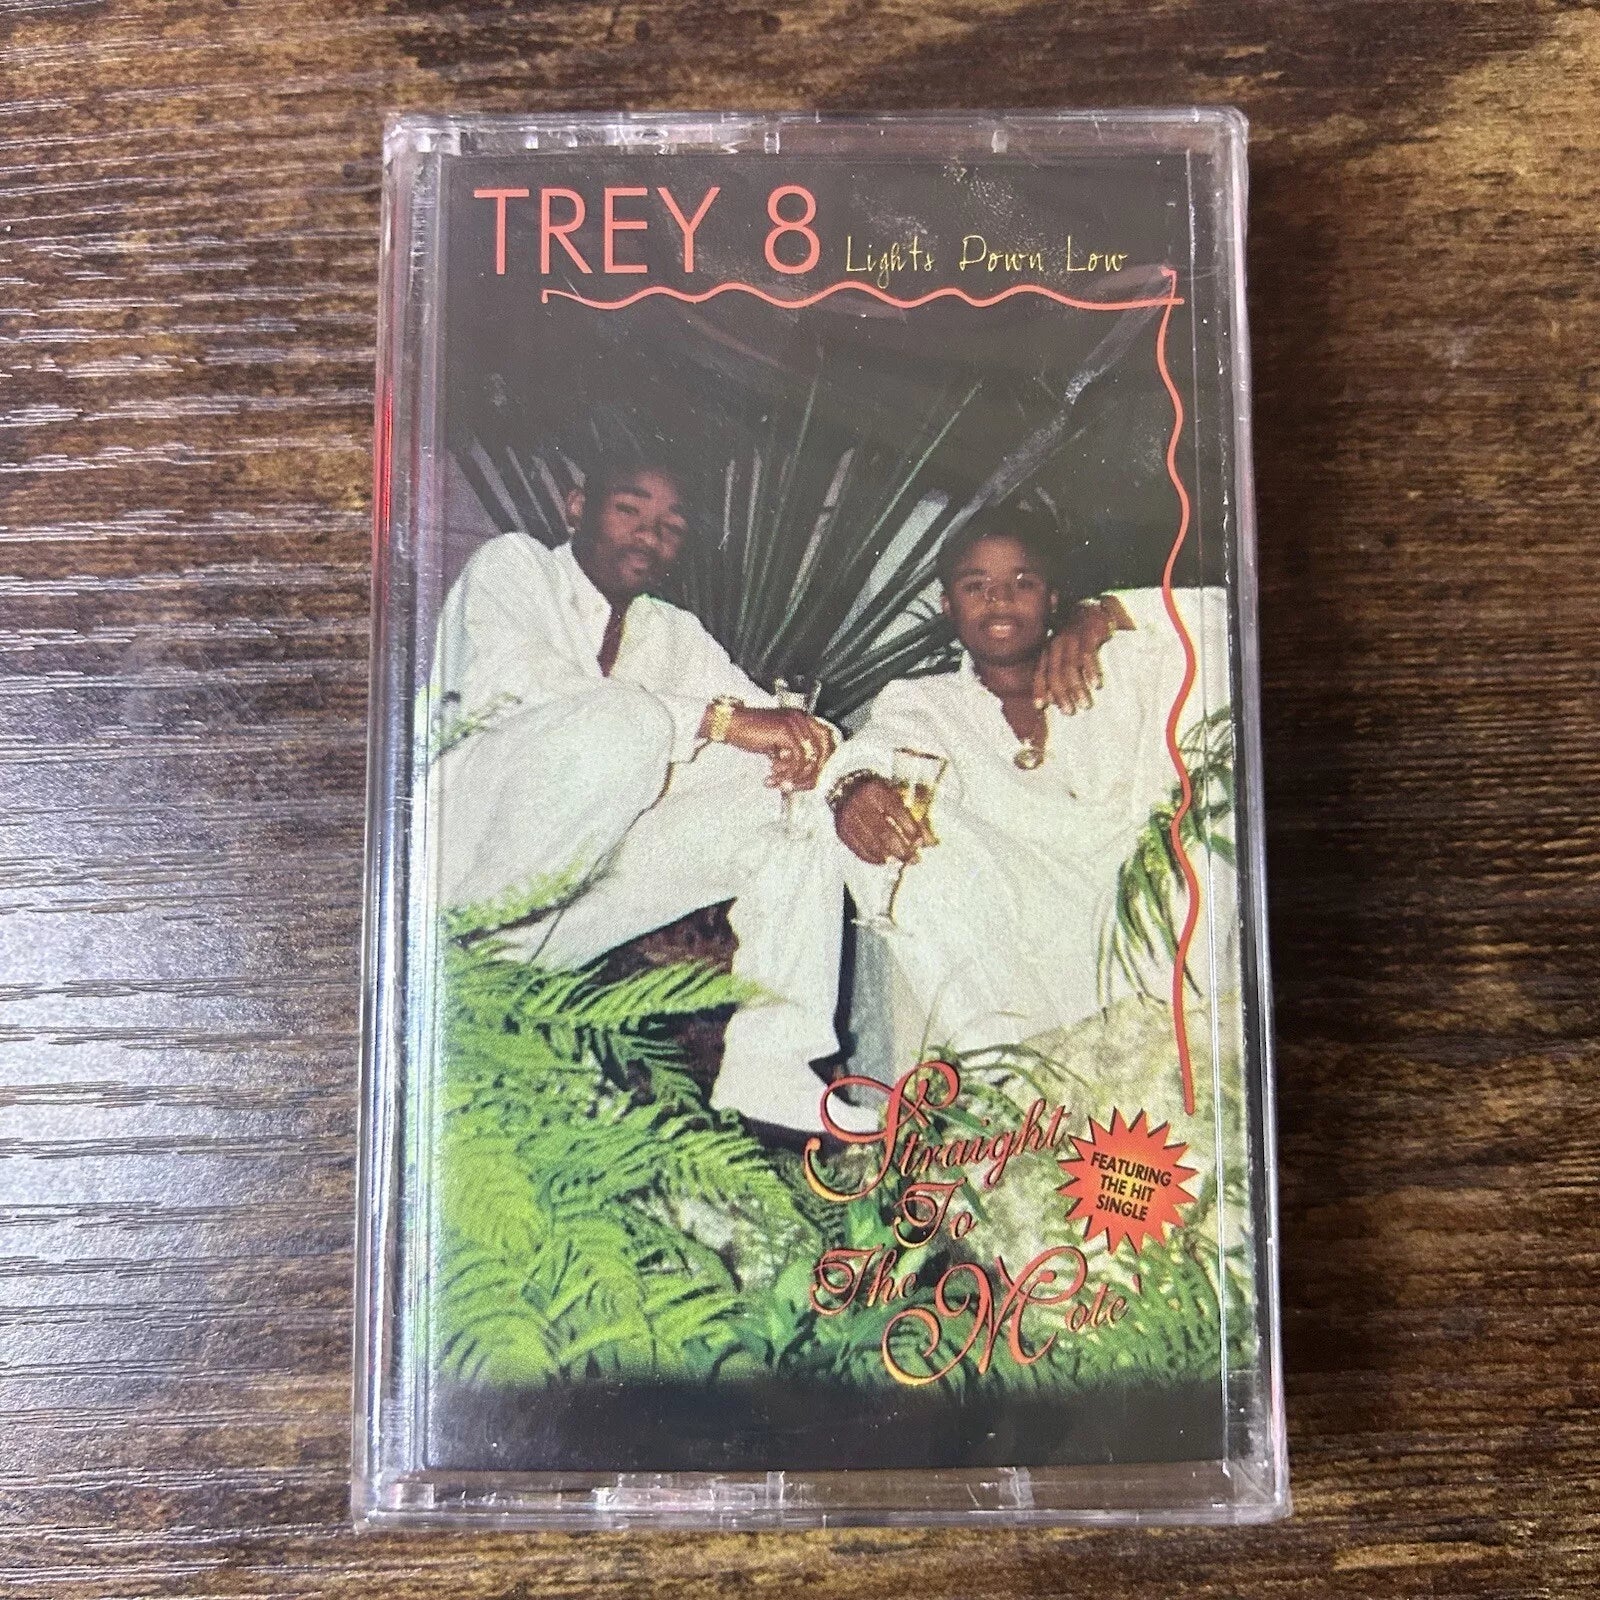 TREY 8 Lights Down Low
Straight
To
The Mote'
FEATURING
THE HIT
SINGLE